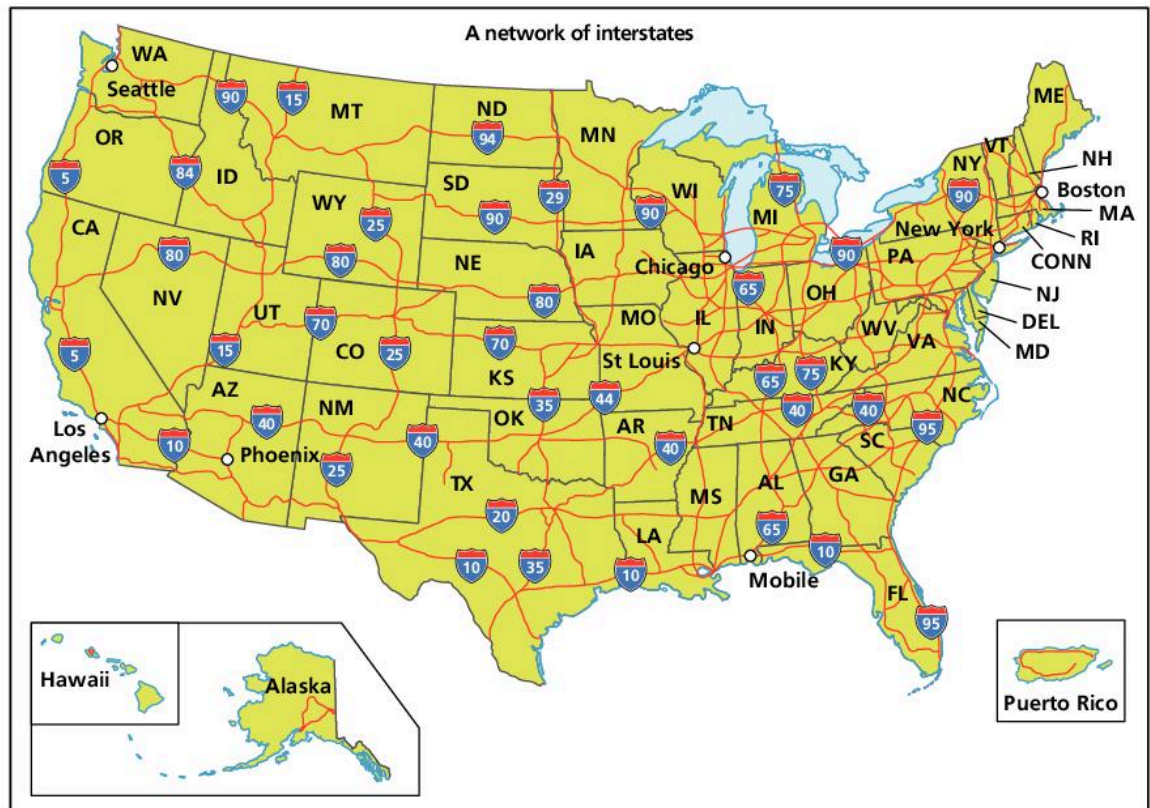 A network of interstates
WA
Seattle
90
15
MT
ND
94
MN
ME
OR
5
84
ID
SD
29
WI
90
75
MI
NY
VT
90
NH
Boston
MA
RI
CONN
NJ
DEL
MD
WY
25
90
CA
80
80
NE
IA
Chicago
90
New York
PA
NV
UT
70
80
MO
IL
65
IN
OH
WV
VA
5
15
CO
25
70
KS
St Louis
65
75
KY
AZ
NM
35
44
40
40
NC
Los
Angeles
10
40
Phoenix
40
OK
AR
TN
SC
95
25
TX
40
MS
AL
GA
20
LA
65
10
35
10
Mobile
10
FL
95
Hawaii
Alaska
Puerto Rico